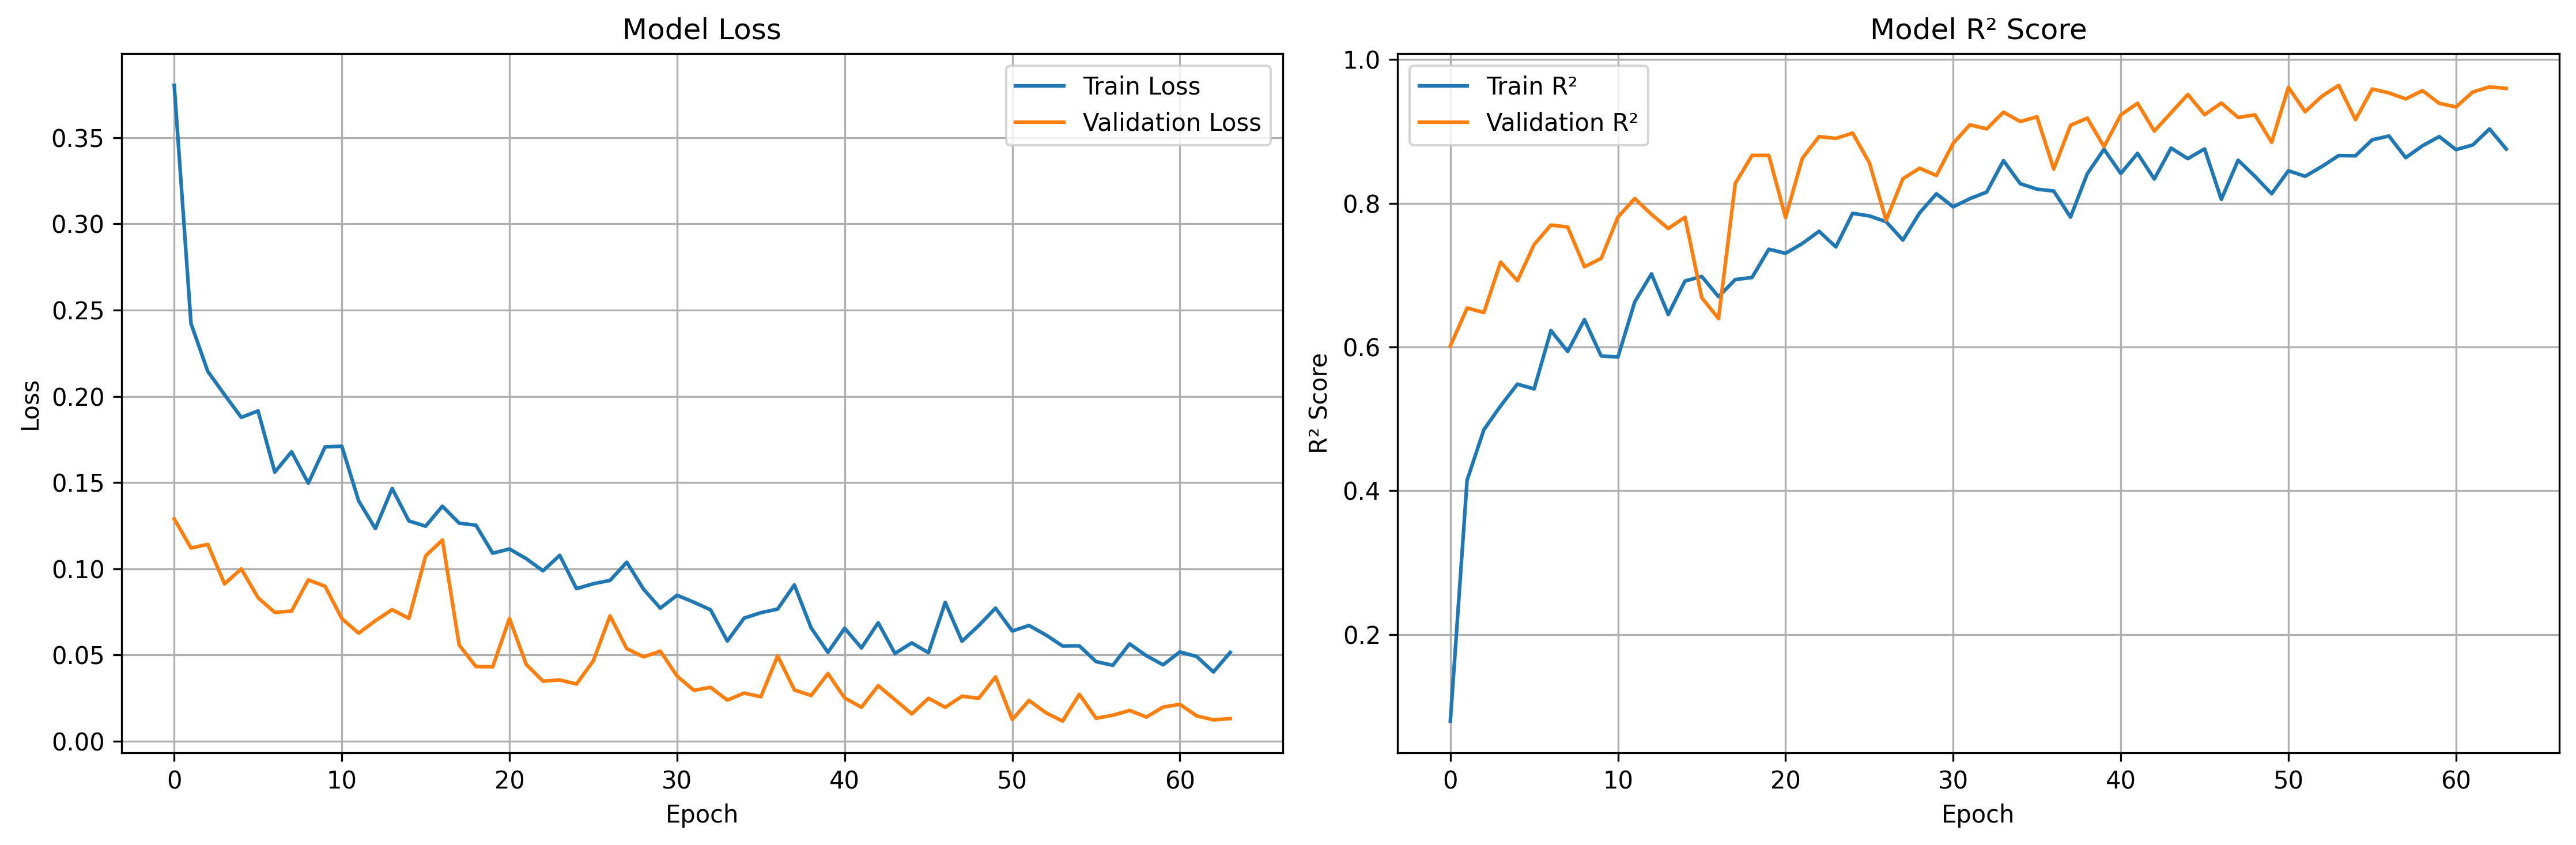 Model Loss
Train Loss
Validation Loss
0.35
0.30
0.25
0.20
0.15
0.10
0.05
0.00
Loss
0 10 20 30 40 50 60
Epoch
Model R² Score
Train R²
Validation R²
1.0
0.8
0.6
0.4
0.2
R² Score
0 10 20 30 40 50 60
Epoch